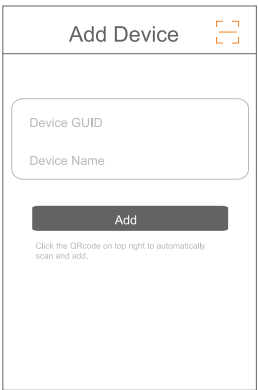 Add Device
Device GUID
Device Name
Add
Click the QRcode on top right to automatically
scan and add.